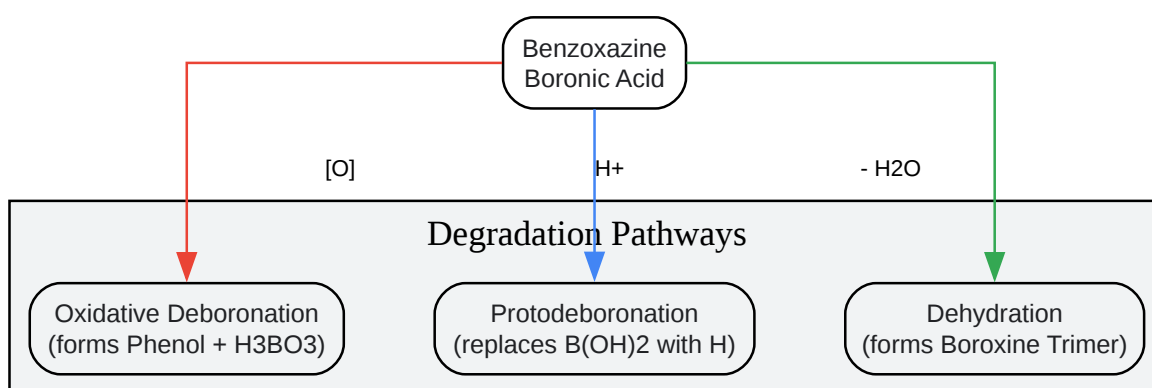 Benzoxazine
Boronic Acid
[O]
H+
- H2O
Degradation Pathways
Oxidative Deboronation
(forms Phenol + H3BO3)
Protodeboronation
(replaces B(OH)2 with H)
Dehydration
(forms Boroxine Trimer)